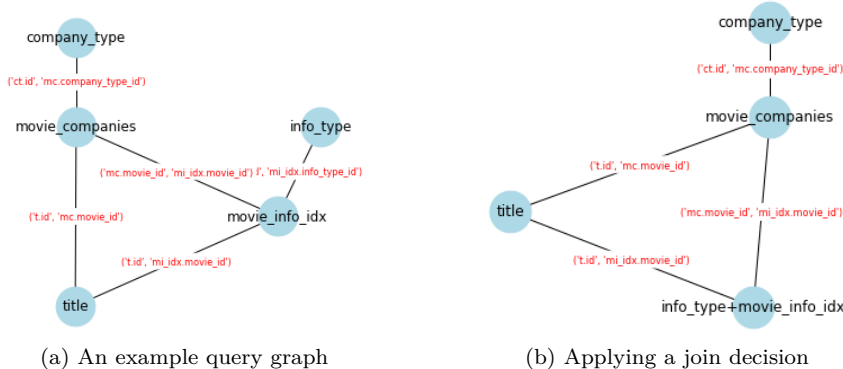 company_type
('ct.id', 'mc.company_type_id')
movie_companies
info_type
('mc.movie_id', 'mi_idx.movie_id')
', 'mi_idx.info_type_id')
('t.id', 'mc.movie_id')
movie_info_idx
('t.id', 'mi_idx.movie_id')
title
(a) An example query graph
company_type
('ct.id', 'mc.company_type_id')
movie_companies
('t.id', 'mc.movie_id')
title
('mc.movie_id', 'mi_idx.movie_id')
('t.id', 'mi_idx.movie_id')
info_type+movie_info_idx
(b) Applying a join decision